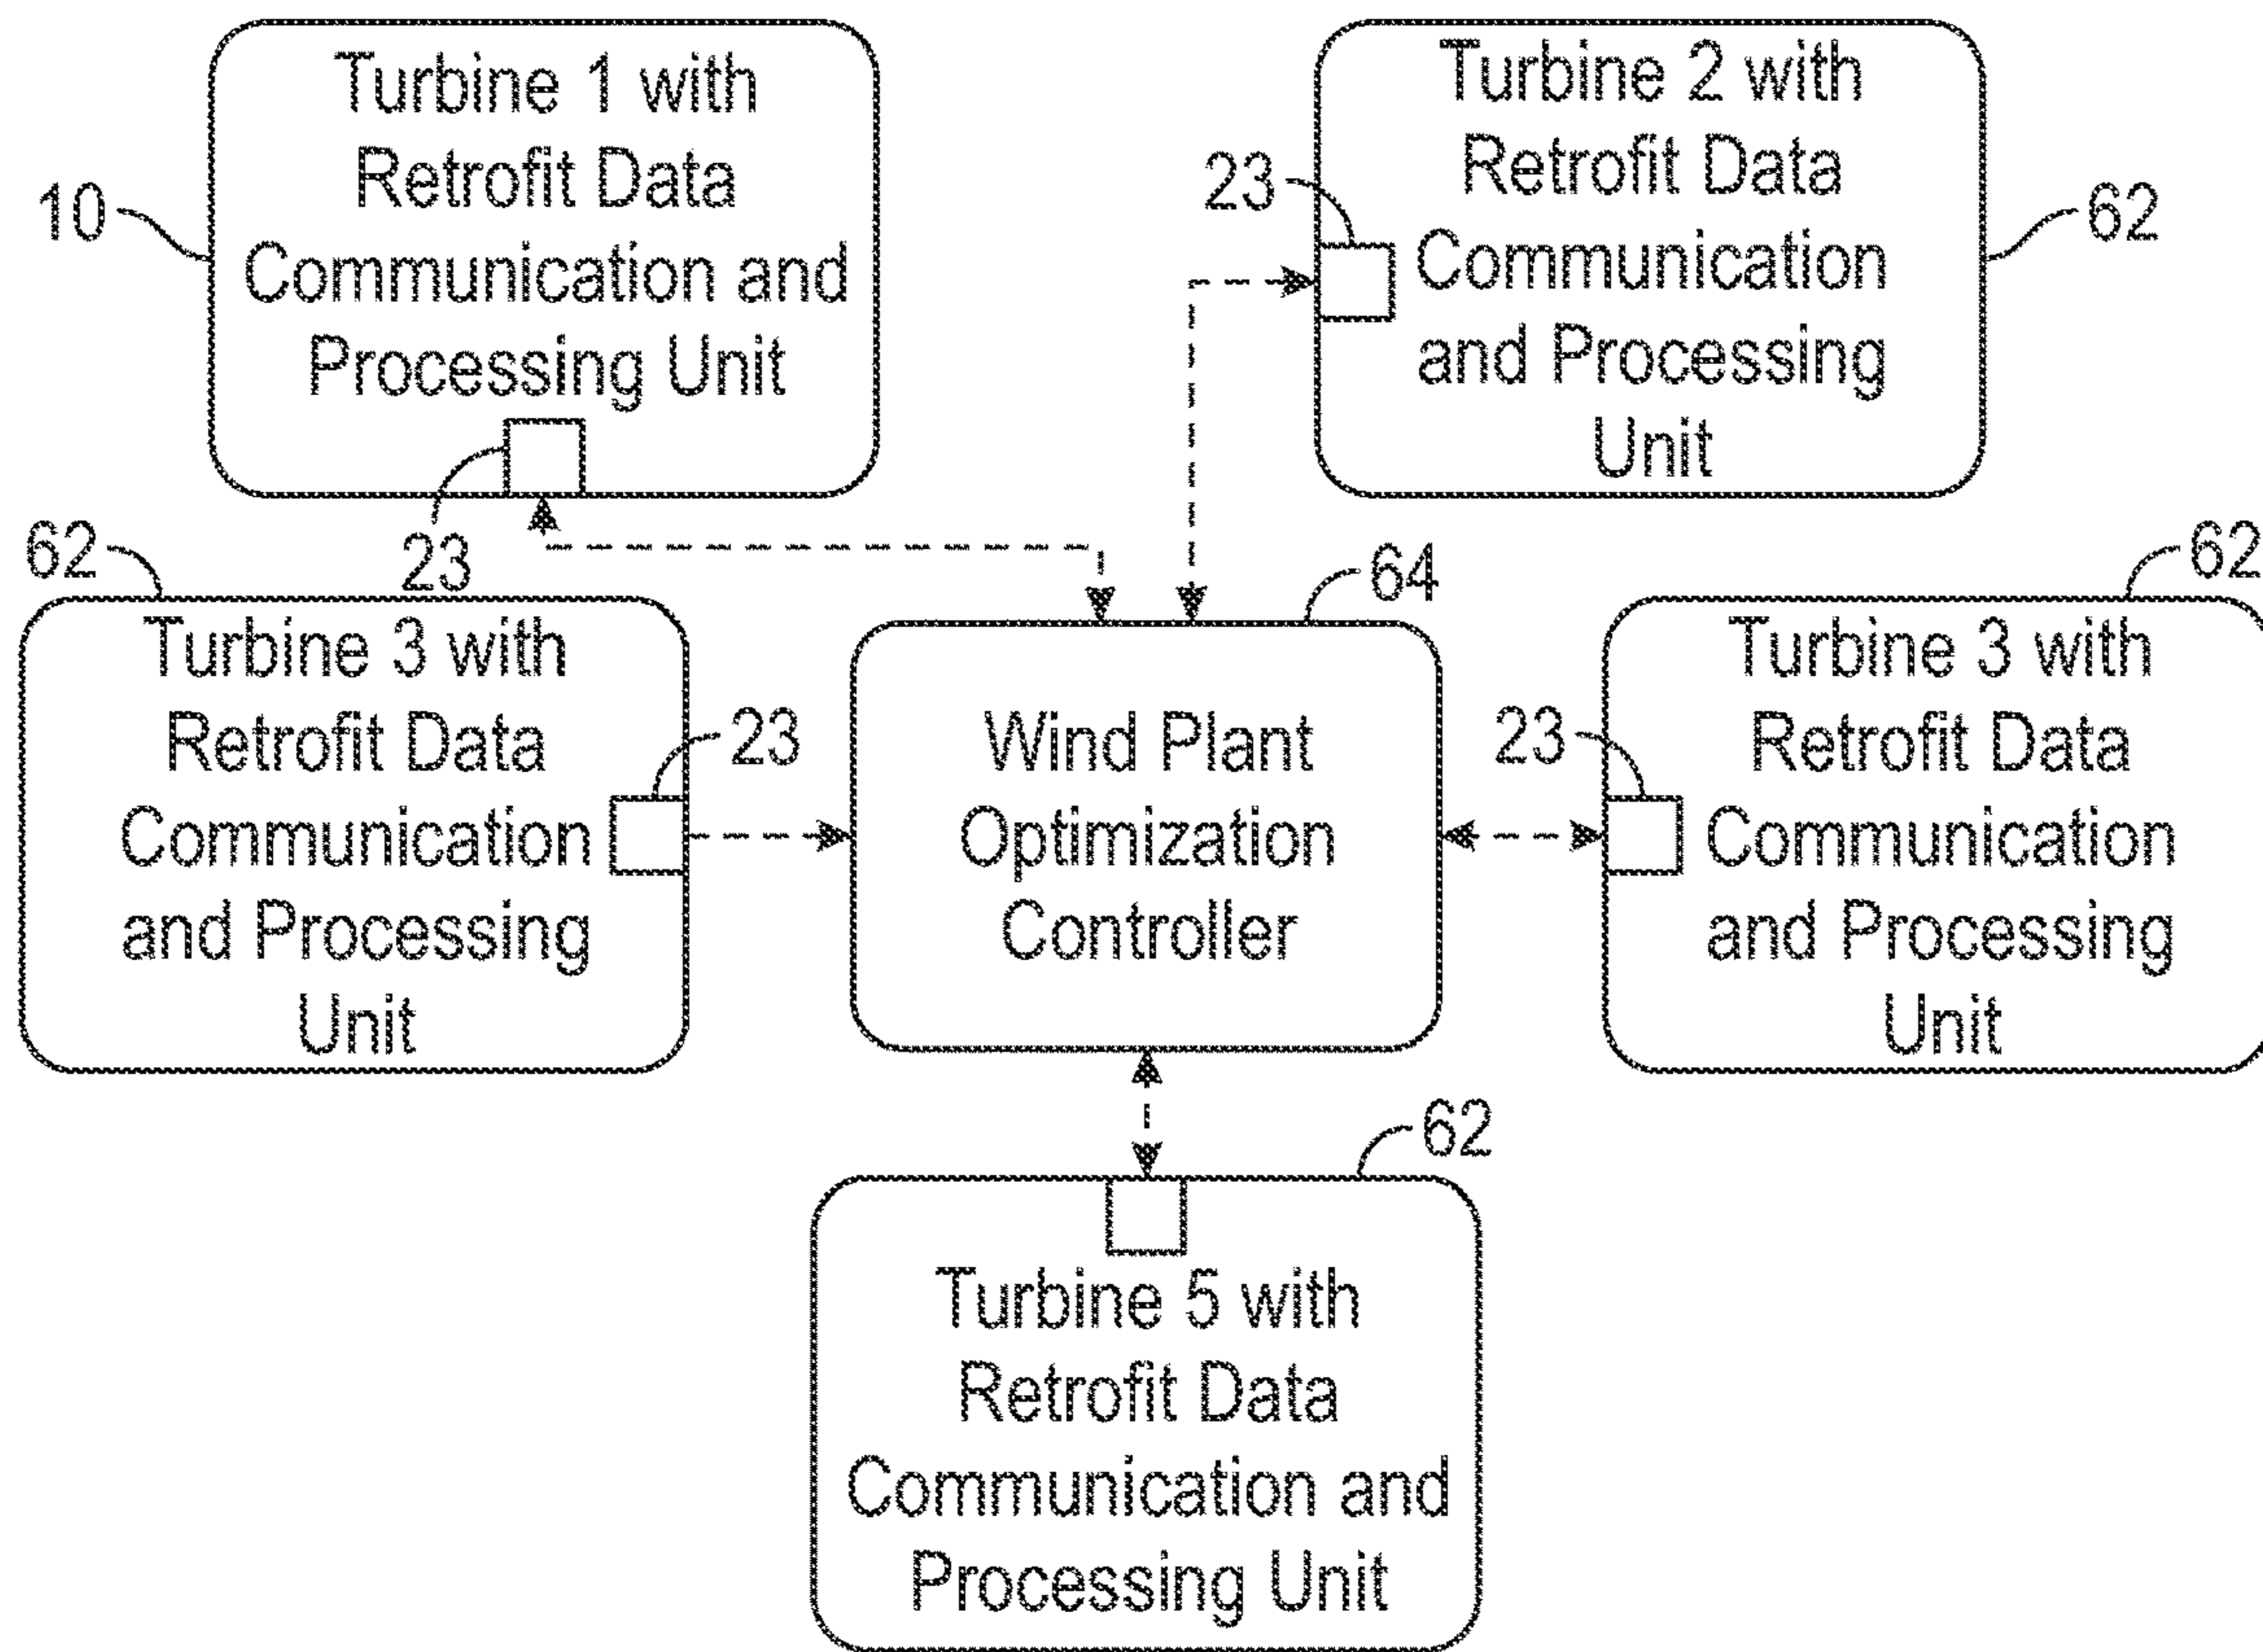 Turbine 1 with
Retrofit Data
Communication and
Processing Unit
10
23
Turbine 2 with
Retrofit Data
Communication
and Processing
Unit
23
62
62
Turbine 3 with
Retrofit Data
Communication
and Processing
Unit
23
64
Wind Plant
Optimization
Controller
62
23
Turbine 3 with
Retrofit Data
Communication
and Processing
Unit
62
Turbine 5 with
Retrofit Data
Communication and
Processing Unit